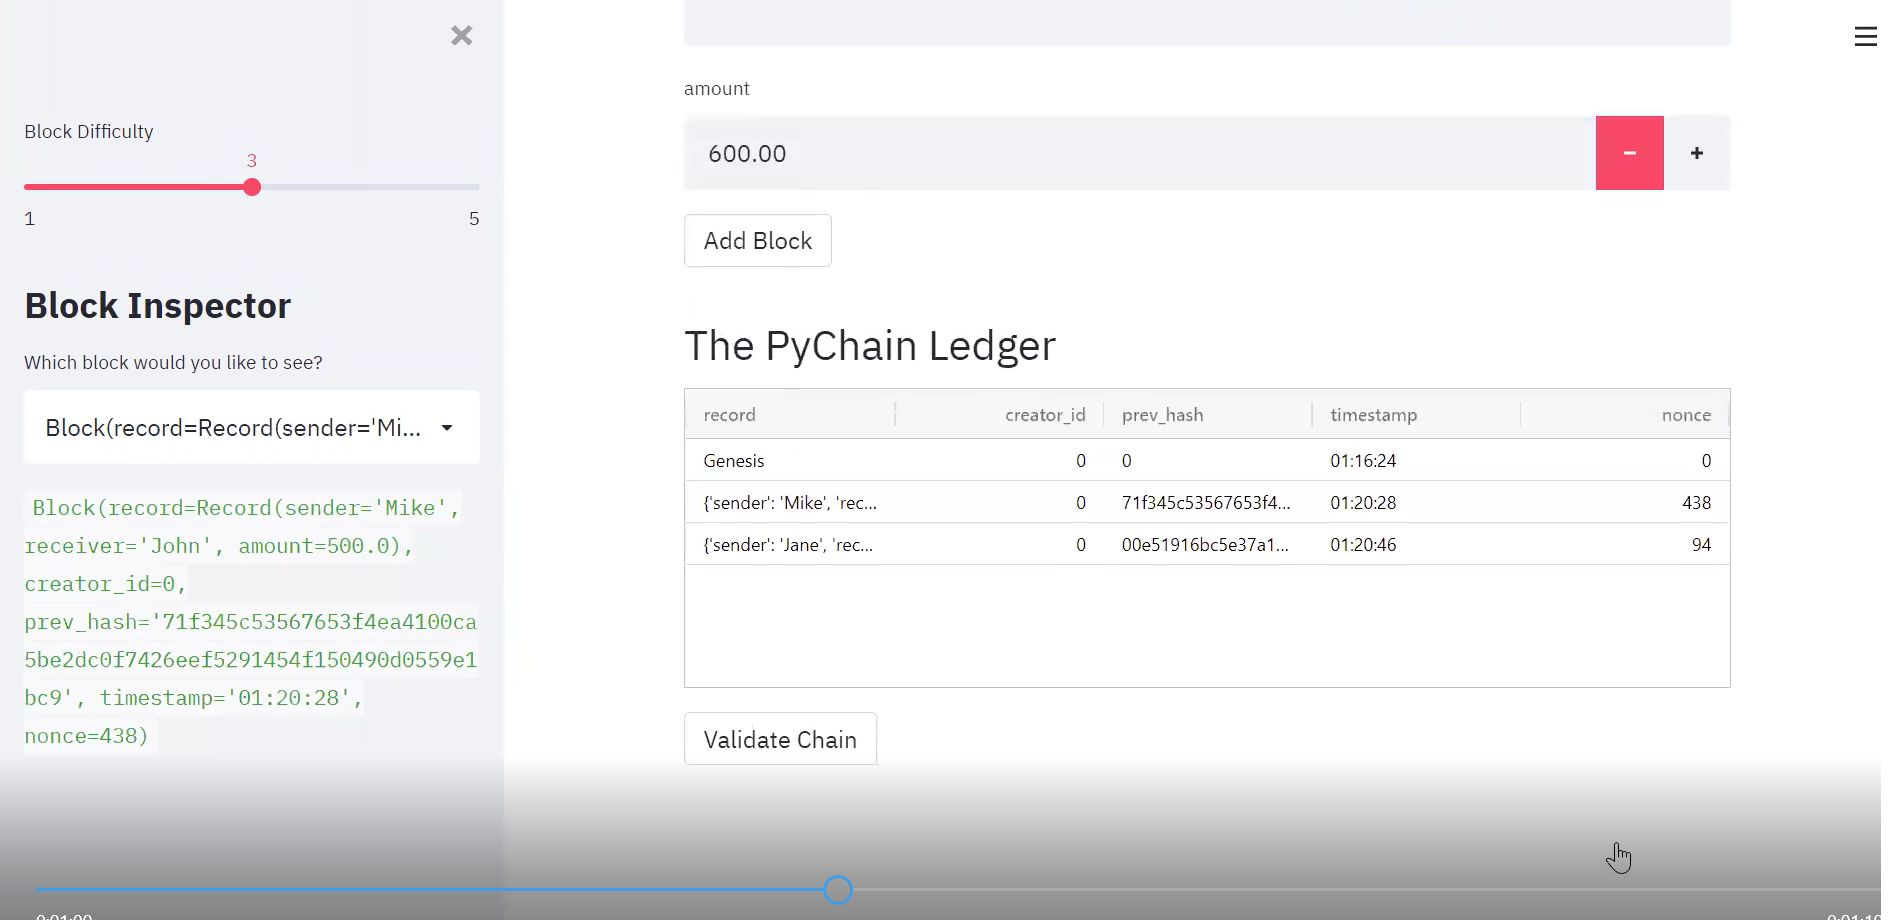 Block Difficulty
3
1 5
Block Inspector
Which block would you like to see?
Block(record=Record(sender='Mi...
Block(record=Record(sender='Mike',
receiver='John', amount=500.0),
creator_id=0,
prev_hash='71f345c53567653f4ea4100ca
5be2dc0f7426eef5291454f150490d0559e1
bc9', timestamp='01:20:28',
nonce=438)
amount
600.00
Add Block
The PyChain Ledger
record creator_id prev_hash timestamp nonce
Genesis 0 0 01:16:24 0
{'sender': 'Mike', 'rec... 0 71f345c53567653f4... 01:20:28 438
{'sender': 'Jane', 'rec... 0 00e51916bc5e37a1... 01:20:46 94
Validate Chain